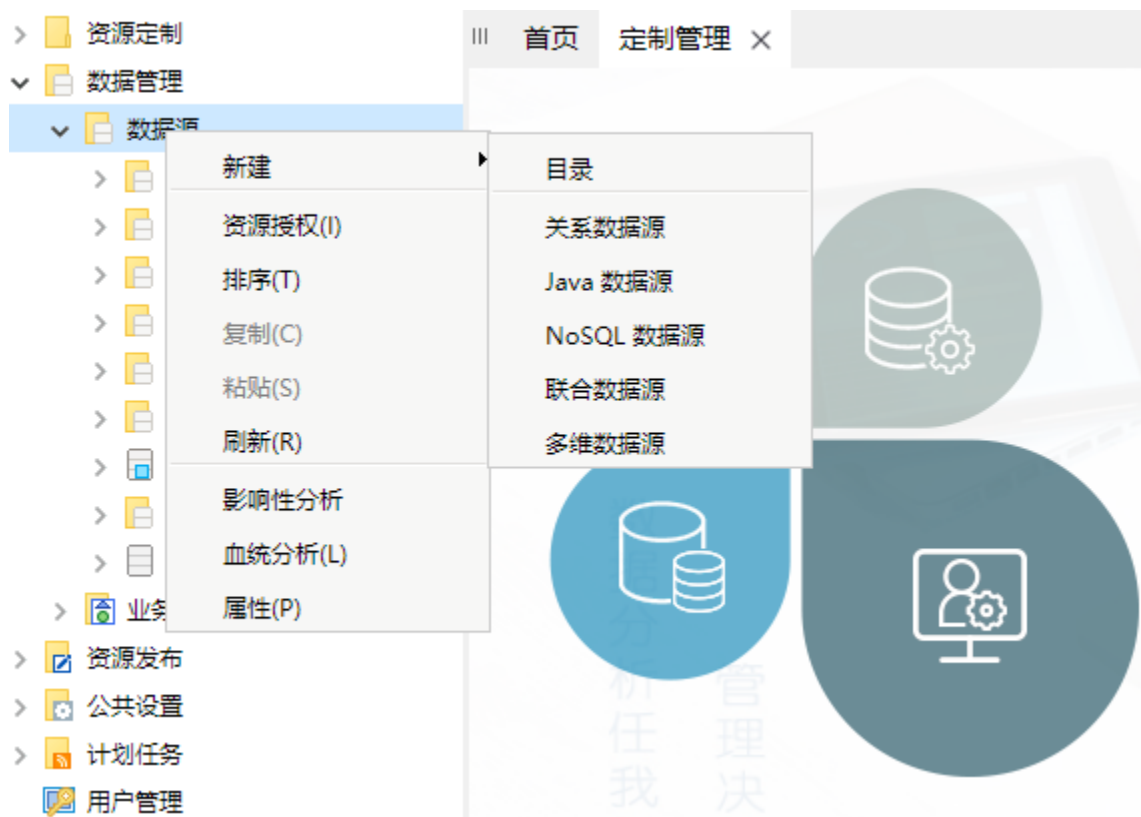 资源定制
数据管理
数据源
业务
资源发布
公共设置
计划任务
用户管理
首页 定制管理
新建
资源授权(I)
排序(T)
复制(C)
粘贴(S)
刷新(R)
影响性分析
血统分析(L)
属性(P)
目录
关系数据源
Java 数据源
NoSQL 数据源
联合数据源
多维数据源
数据分析任我
管理决